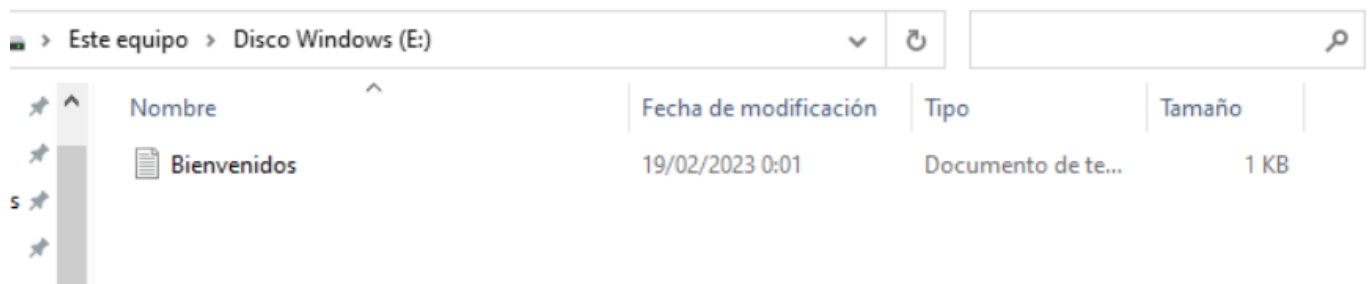 Este equipo > Disco Windows (E:)
Nombre Fecha de modificación Tipo Tamaño
Bienvenidos 19/02/2023 0:01 Documento de te... 1 KB
s